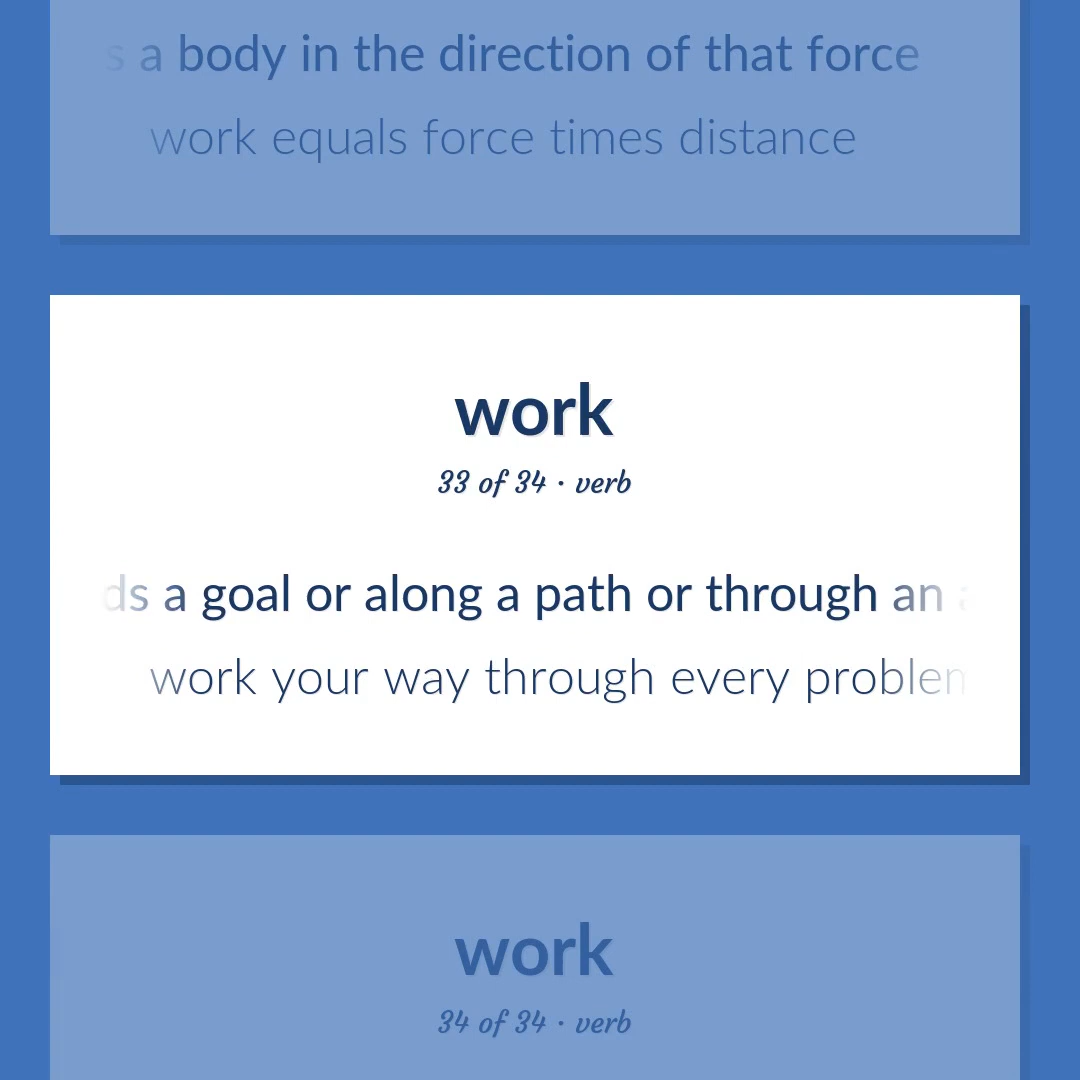 a body in the direction of that force
work equals force times distance
work
33 of 34 · verb
a goal or along a path or through an
work your way through every
work
34 of 34 · verb